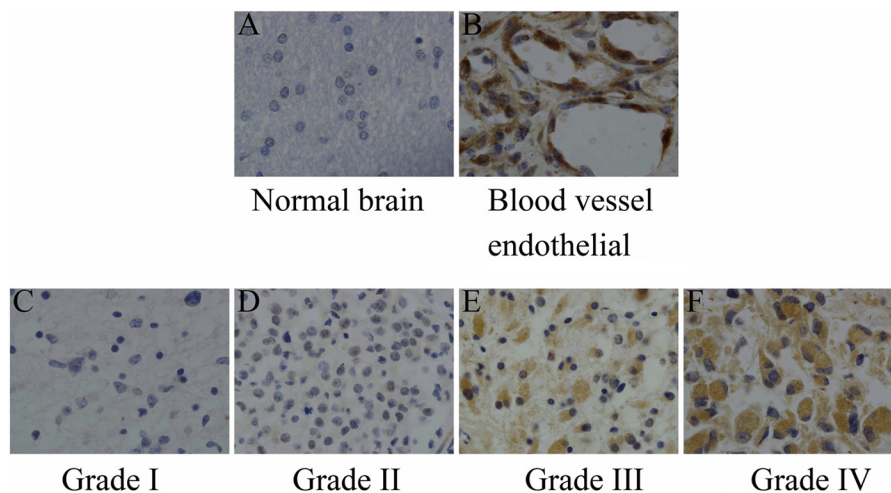 A
B
Normal brain
Blood vessel
endothelial
C
D
E
F
Grade I
Grade II
Grade III
Grade IV